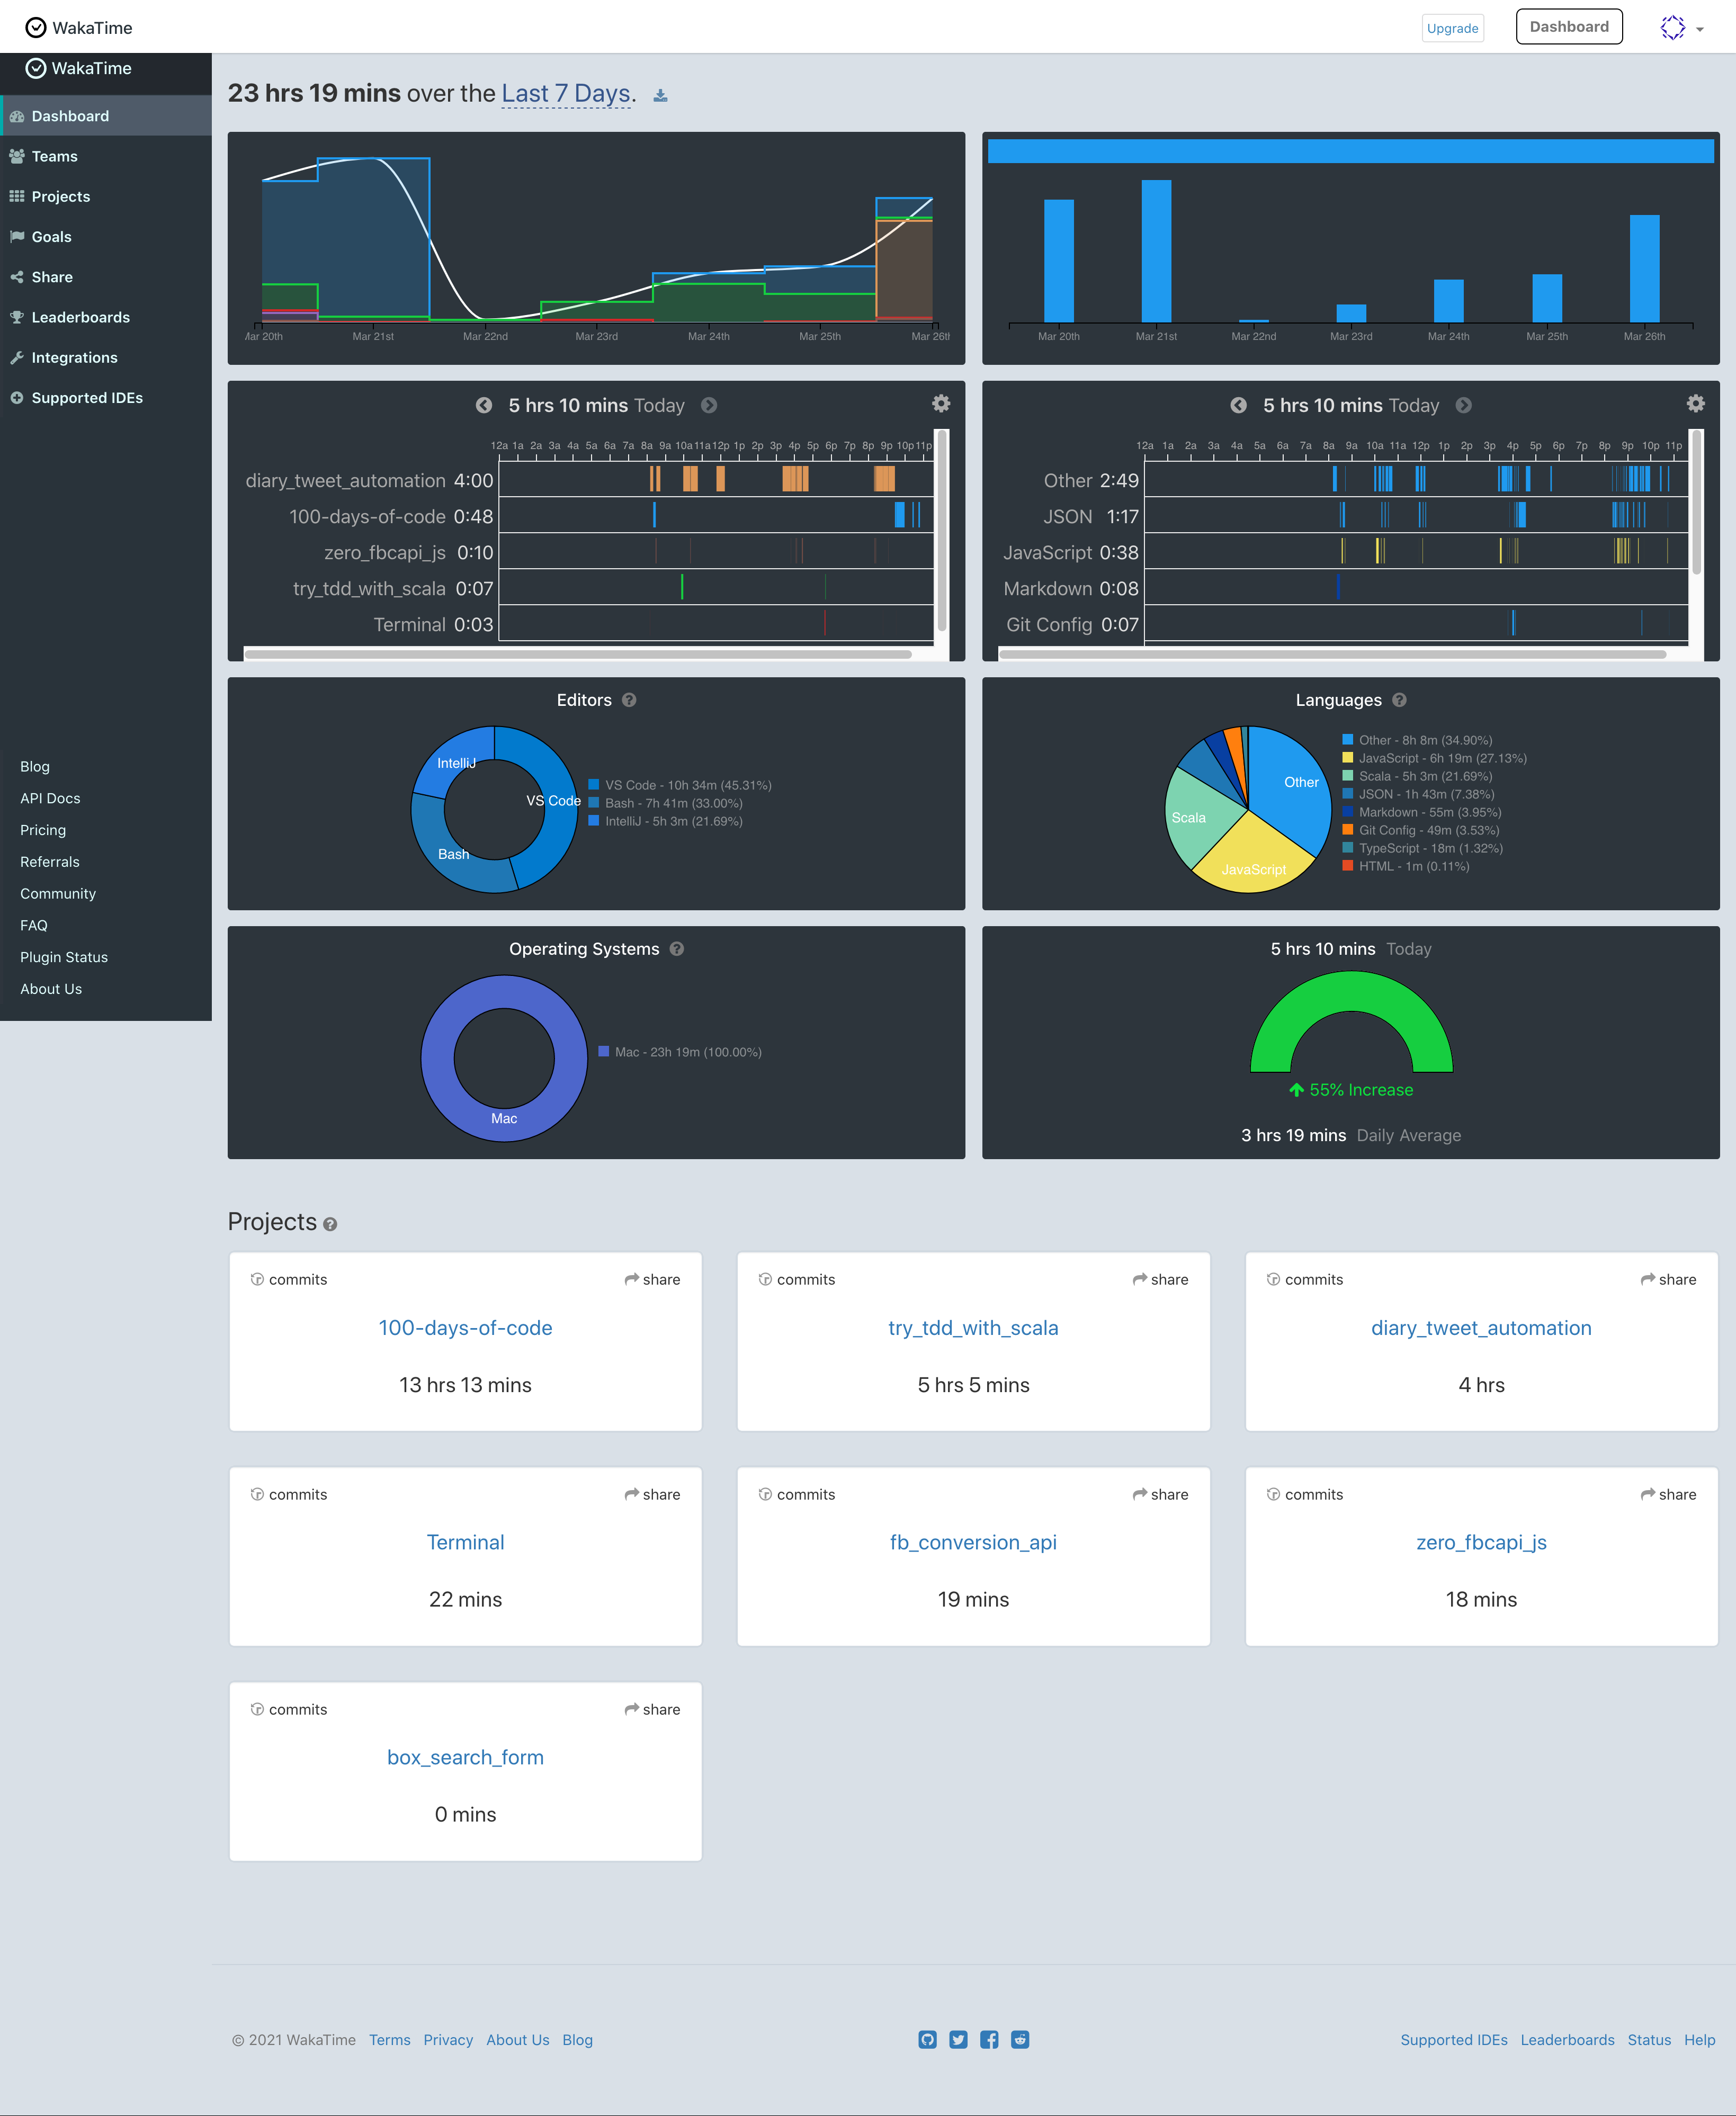 WakaTime
Upgrade
Dashboard
WakaTime
Dashboard
Teams
Projects
Goals
Share
Leaderboards
Integrations
Supported IDEs
Blog
API Docs
Pricing
Referrals
Community
FAQ
Plugin Status
About Us
23 hrs 19 mins over the Last 7 Days.
Mar 20th Mar 21st Mar 22nd Mar 23rd Mar 24th Mar 25th Mar 26th
Mar 20th Mar 21st Mar 22nd Mar 23rd Mar 24th Mar 25th Mar 26th
5 hrs 10 mins Today
12a 1a 2a 3a 4a 5a 6a 7a 8a 9a 10a 11a 12p 1p 2p 3p 4p 5p 6p 7p 8p 9p 10p 11p
diary_tweet_automation 4:00
100-days-of-code 0:48
zero_fbcapi_js 0:10
try_tdd_with_scala 0:07
Terminal 0:03
5 hrs 10 mins Today
12a 1a 2a 3a 4a 5a 6a 7a 8a 9a 10a 11a 12p 1p 2p 3p 4p 5p 6p 7p 8p 9p 10p 11p
Other 2:49
JSON 1:17
JavaScript 0:38
Markdown 0:08
Git Config 0:07
Editors
IntelliJ
VS Code
Bash
VS Code - 10h 34m (45.31%)
Bash - 7h 41m (33.00%)
IntelliJ - 5h 3m (21.69%)
Languages
Other
Scala
JavaScript
Other - 8h 8m (34.90%)
JavaScript - 6h 19m (27.13%)
Scala - 5h 3m (21.69%)
JSON - 1h 43m (7.38%)
Markdown - 55m (3.95%)
Git Config - 49m (3.53%)
TypeScript - 18m (1.32%)
HTML - 1m (0.11%)
Operating Systems
Mac
Mac - 23h 19m (100.00%)
5 hrs 10 mins Today
55% Increase
3 hrs 19 mins Daily Average
Projects
commits share
100-days-of-code
13 hrs 13 mins
commits share
try_tdd_with_scala
5 hrs 5 mins
commits share
diary_tweet_automation
4 hrs
commits share
Terminal
22 mins
commits share
fb_conversion_api
19 mins
commits share
zero_fbcapi_js
18 mins
commits share
box_search_form
0 mins
© 2021 WakaTime Terms Privacy About Us Blog
Supported IDEs Leaderboards Status Help